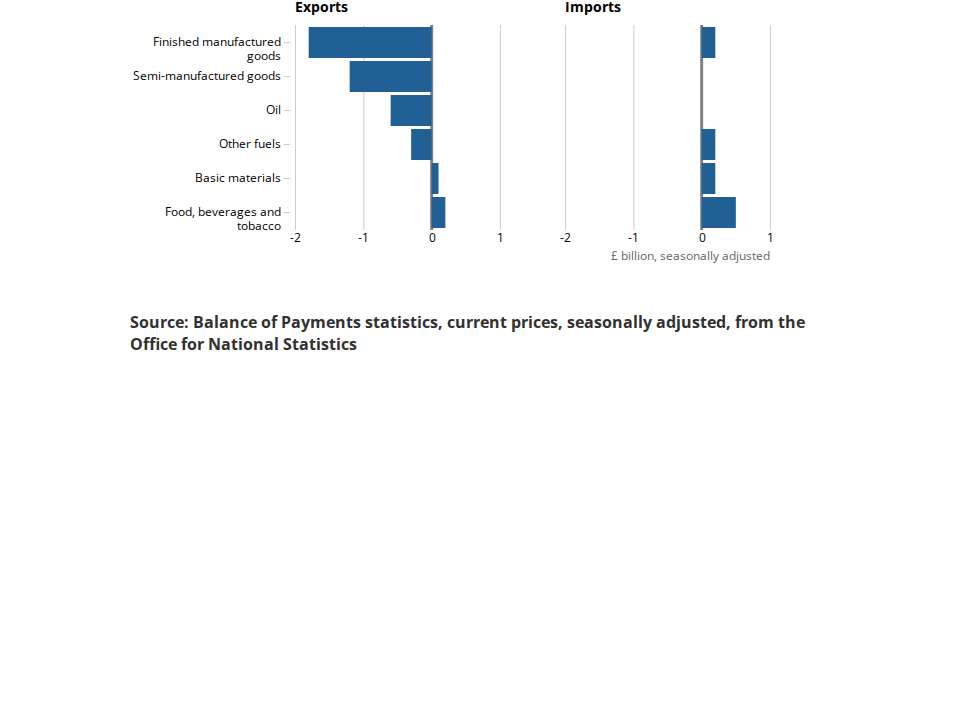 Exports
Imports
Finished manufactured
goods
Semi-manufactured goods
Oil
Other fuels
Basic materials
Food, beverages and
tobacco
-2 -1 0 1 -2 -1 0 1
£ billion, seasonally adjusted
Source: Balance of Payments statistics, current prices, seasonally adjusted, from the
Office for National Statistics